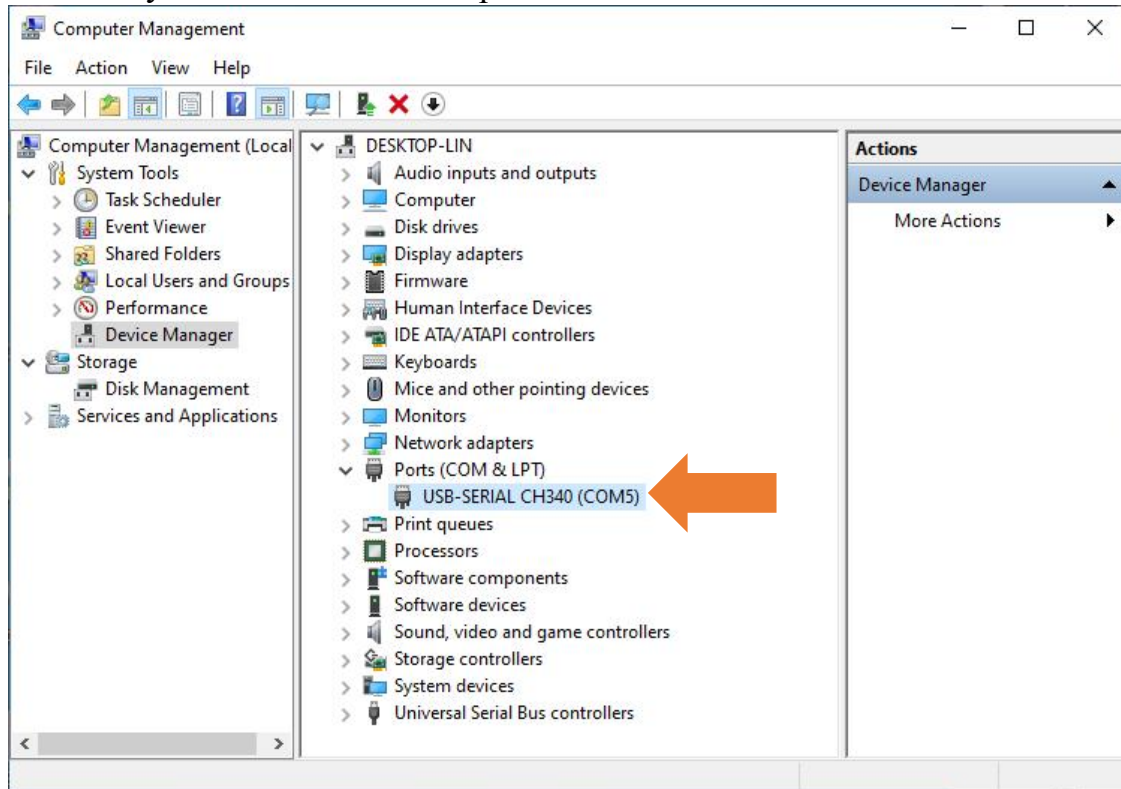 Computer Management
File Action View Help
Computer Management (Local
System Tools
Task Scheduler
Event Viewer
Shared Folders
Local Users and Groups
Performance
Device Manager
Storage
Disk Management
Services and Applications
DESKTOP-LIN
Audio inputs and outputs
Computer
Disk drives
Display adapters
Firmware
Human Interface Devices
IDE ATA/ATAPI controllers
Keyboards
Mice and other pointing devices
Monitors
Network adapters
Ports (COM & LPT)
USB-SERIAL CH340 (COM5)
Print queues
Processors
Software components
Software devices
Sound, video and game controllers
Storage controllers
System devices
Universal Serial Bus controllers
Actions
Device Manager
More Actions